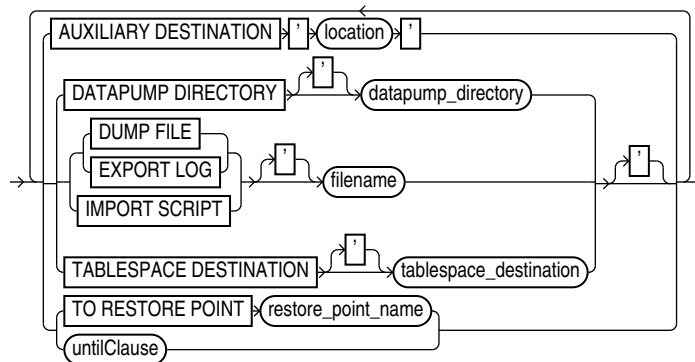 AUXILIARY DESTINATION ' location '
'
DATAPUMP DIRECTORY datapump_directory
DUMP FILE
EXPORT LOG ' filename '
IMPORT SCRIPT
'
TABLESPACE DESTINATION tablespace_destination
TO RESTORE POINT restore_point_name
untilClause